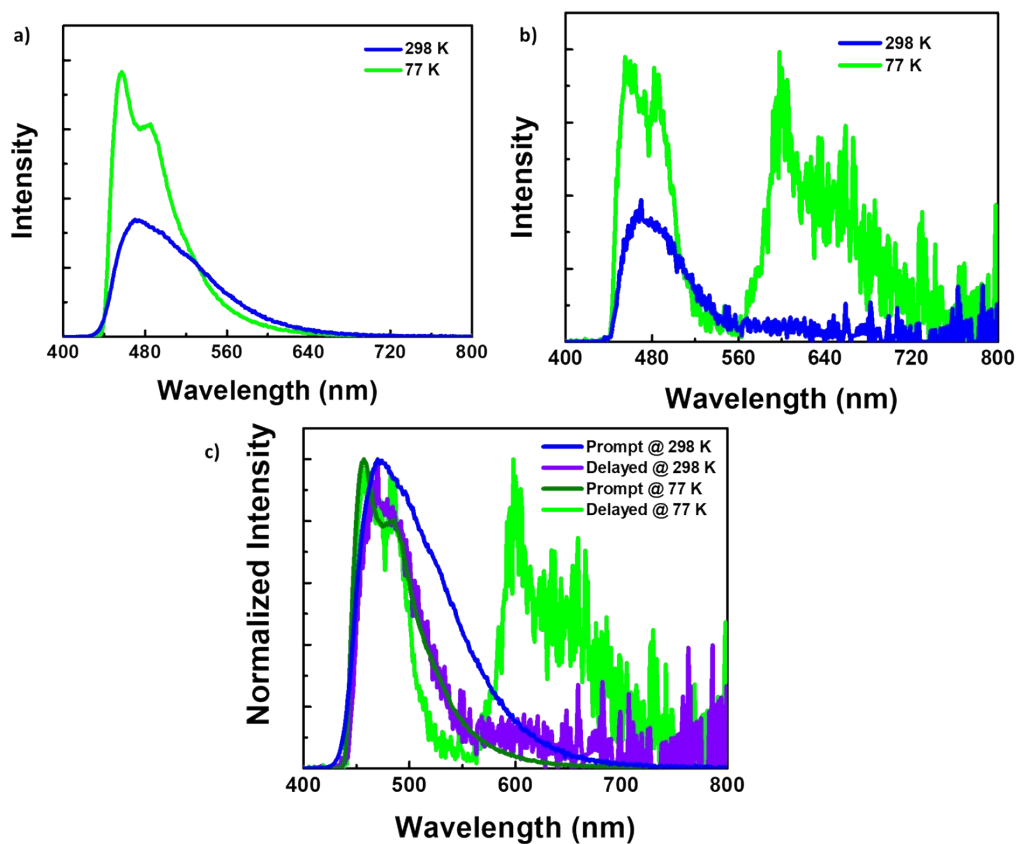 a)
298 K
77 K
Intensity
400 480 560 640 720 800
Wavelength (nm)
b)
298 K
77 K
Intensity
400 480 560 640 720 800
Wavelength (nm)
c)
Prompt @ 298 K
Delayed @ 298 K
Prompt @ 77 K
Delayed @ 77 K
Normalized Intensity
400 500 600 700 800
Wavelength (nm)